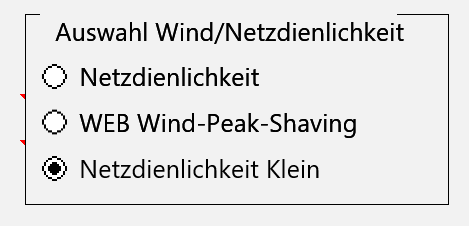 Auswahl Wind/Netzdienlichkeit
Netzdienlichkeit
WEB Wind-Peak-Shaving
Netzdienlichkeit Klein